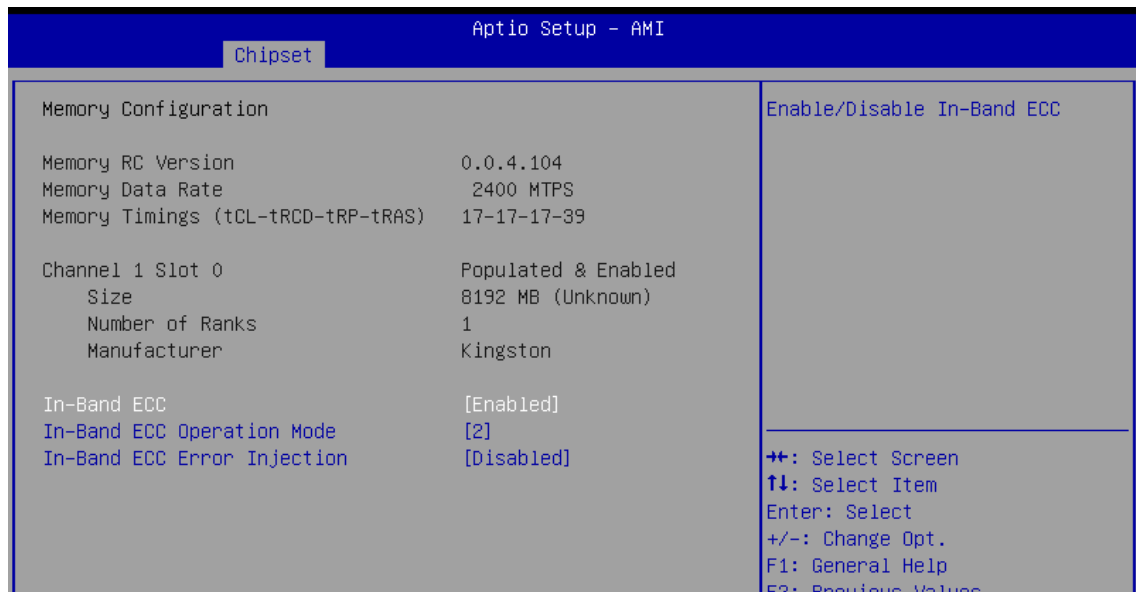 Aptio Setup – AMI
Chipset
Memory Configuration
Memory RC Version 0.0.4.104
Memory Data Rate 2400 MTPS
Memory Timings (tCL-tRCD-tRP-tRAS) 17-17-17-39
Channel 1 Slot 0 Populated & Enabled
Size 8192 MB (Unknown)
Number of Ranks 1
Manufacturer Kingston
In-Band ECC [Enabled]
In-Band ECC Operation Mode [2]
In-Band ECC Error Injection [Disabled]
Enable/Disable In-Band ECC
→←: Select Screen
↑↓: Select Item
Enter: Select
+/-: Change Opt.
F1: General Help
F2: Previous Values